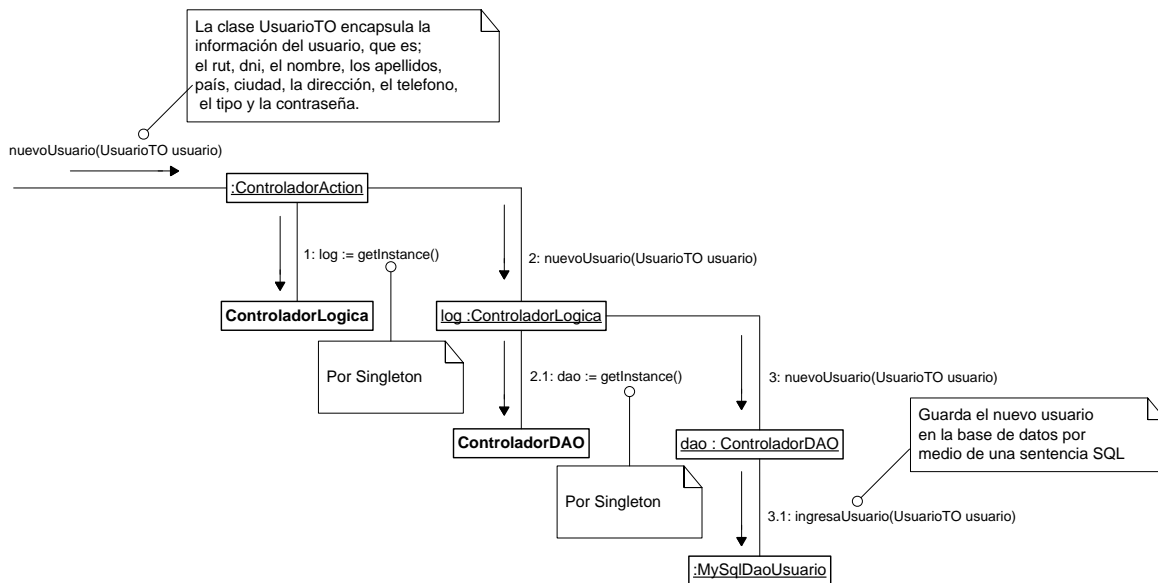 La clase UsuarioTO encapsula la
información del usuario, que es;
el rut, dni, el nombre, los apellidos,
país, ciudad, la dirección, el telefono,
el tipo y la contraseña.
nuevoUsuario(UsuarioTO usuario)
:ControladorAction
1: log := getInstance()
2: nuevoUsuario(UsuarioTO usuario)
ControladorLogica
log :ControladorLogica
Por Singleton
2.1: dao := getInstance()
3: nuevoUsuario(UsuarioTO usuario)
Guarda el nuevo usuario
en la base de datos por
medio de una sentencia SQL
ControladorDAO
dao : ControladorDAO
Por Singleton
3.1: ingresaUsuario(UsuarioTO usuario)
:MySqlDaoUsuario